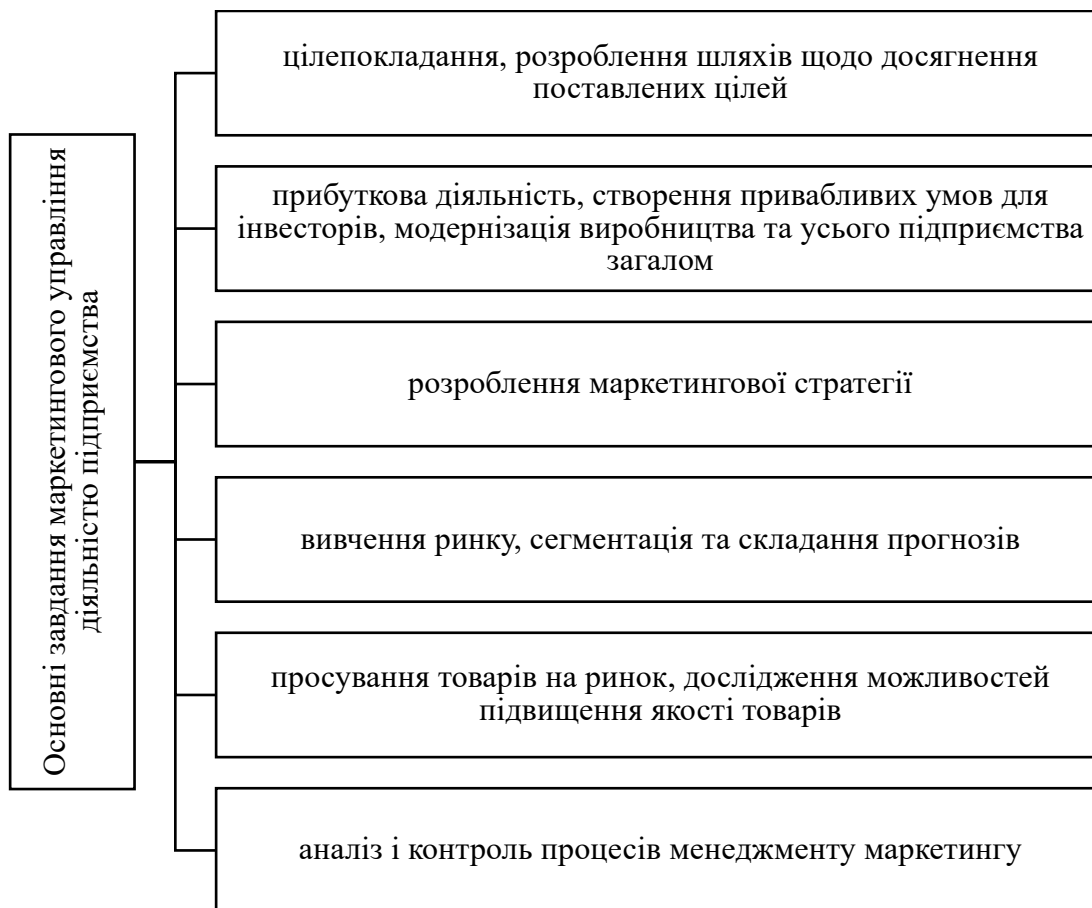 Основні завдання маркетингового управління
діяльністю підприємства
цілепокладання, розроблення шляхів щодо досягнення
поставлених цілей
прибуткова діяльність, створення привабливих умов для
інвесторів, модернізація виробництва та усього підприємства
загалом
розроблення маркетингової стратегії
вивчення ринку, сегментація та складання прогнозів
просування товарів на ринок, дослідження можливостей
підвищення якості товарів
аналіз і контроль процесів менеджменту маркетингу